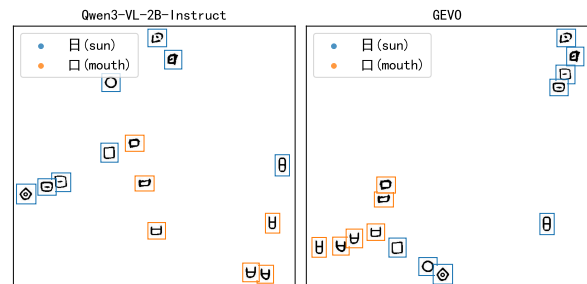 Qwen3-VL-2B-Instruct
日(sun)
口(mouth)
GEVO
日(sun)
口(mouth)